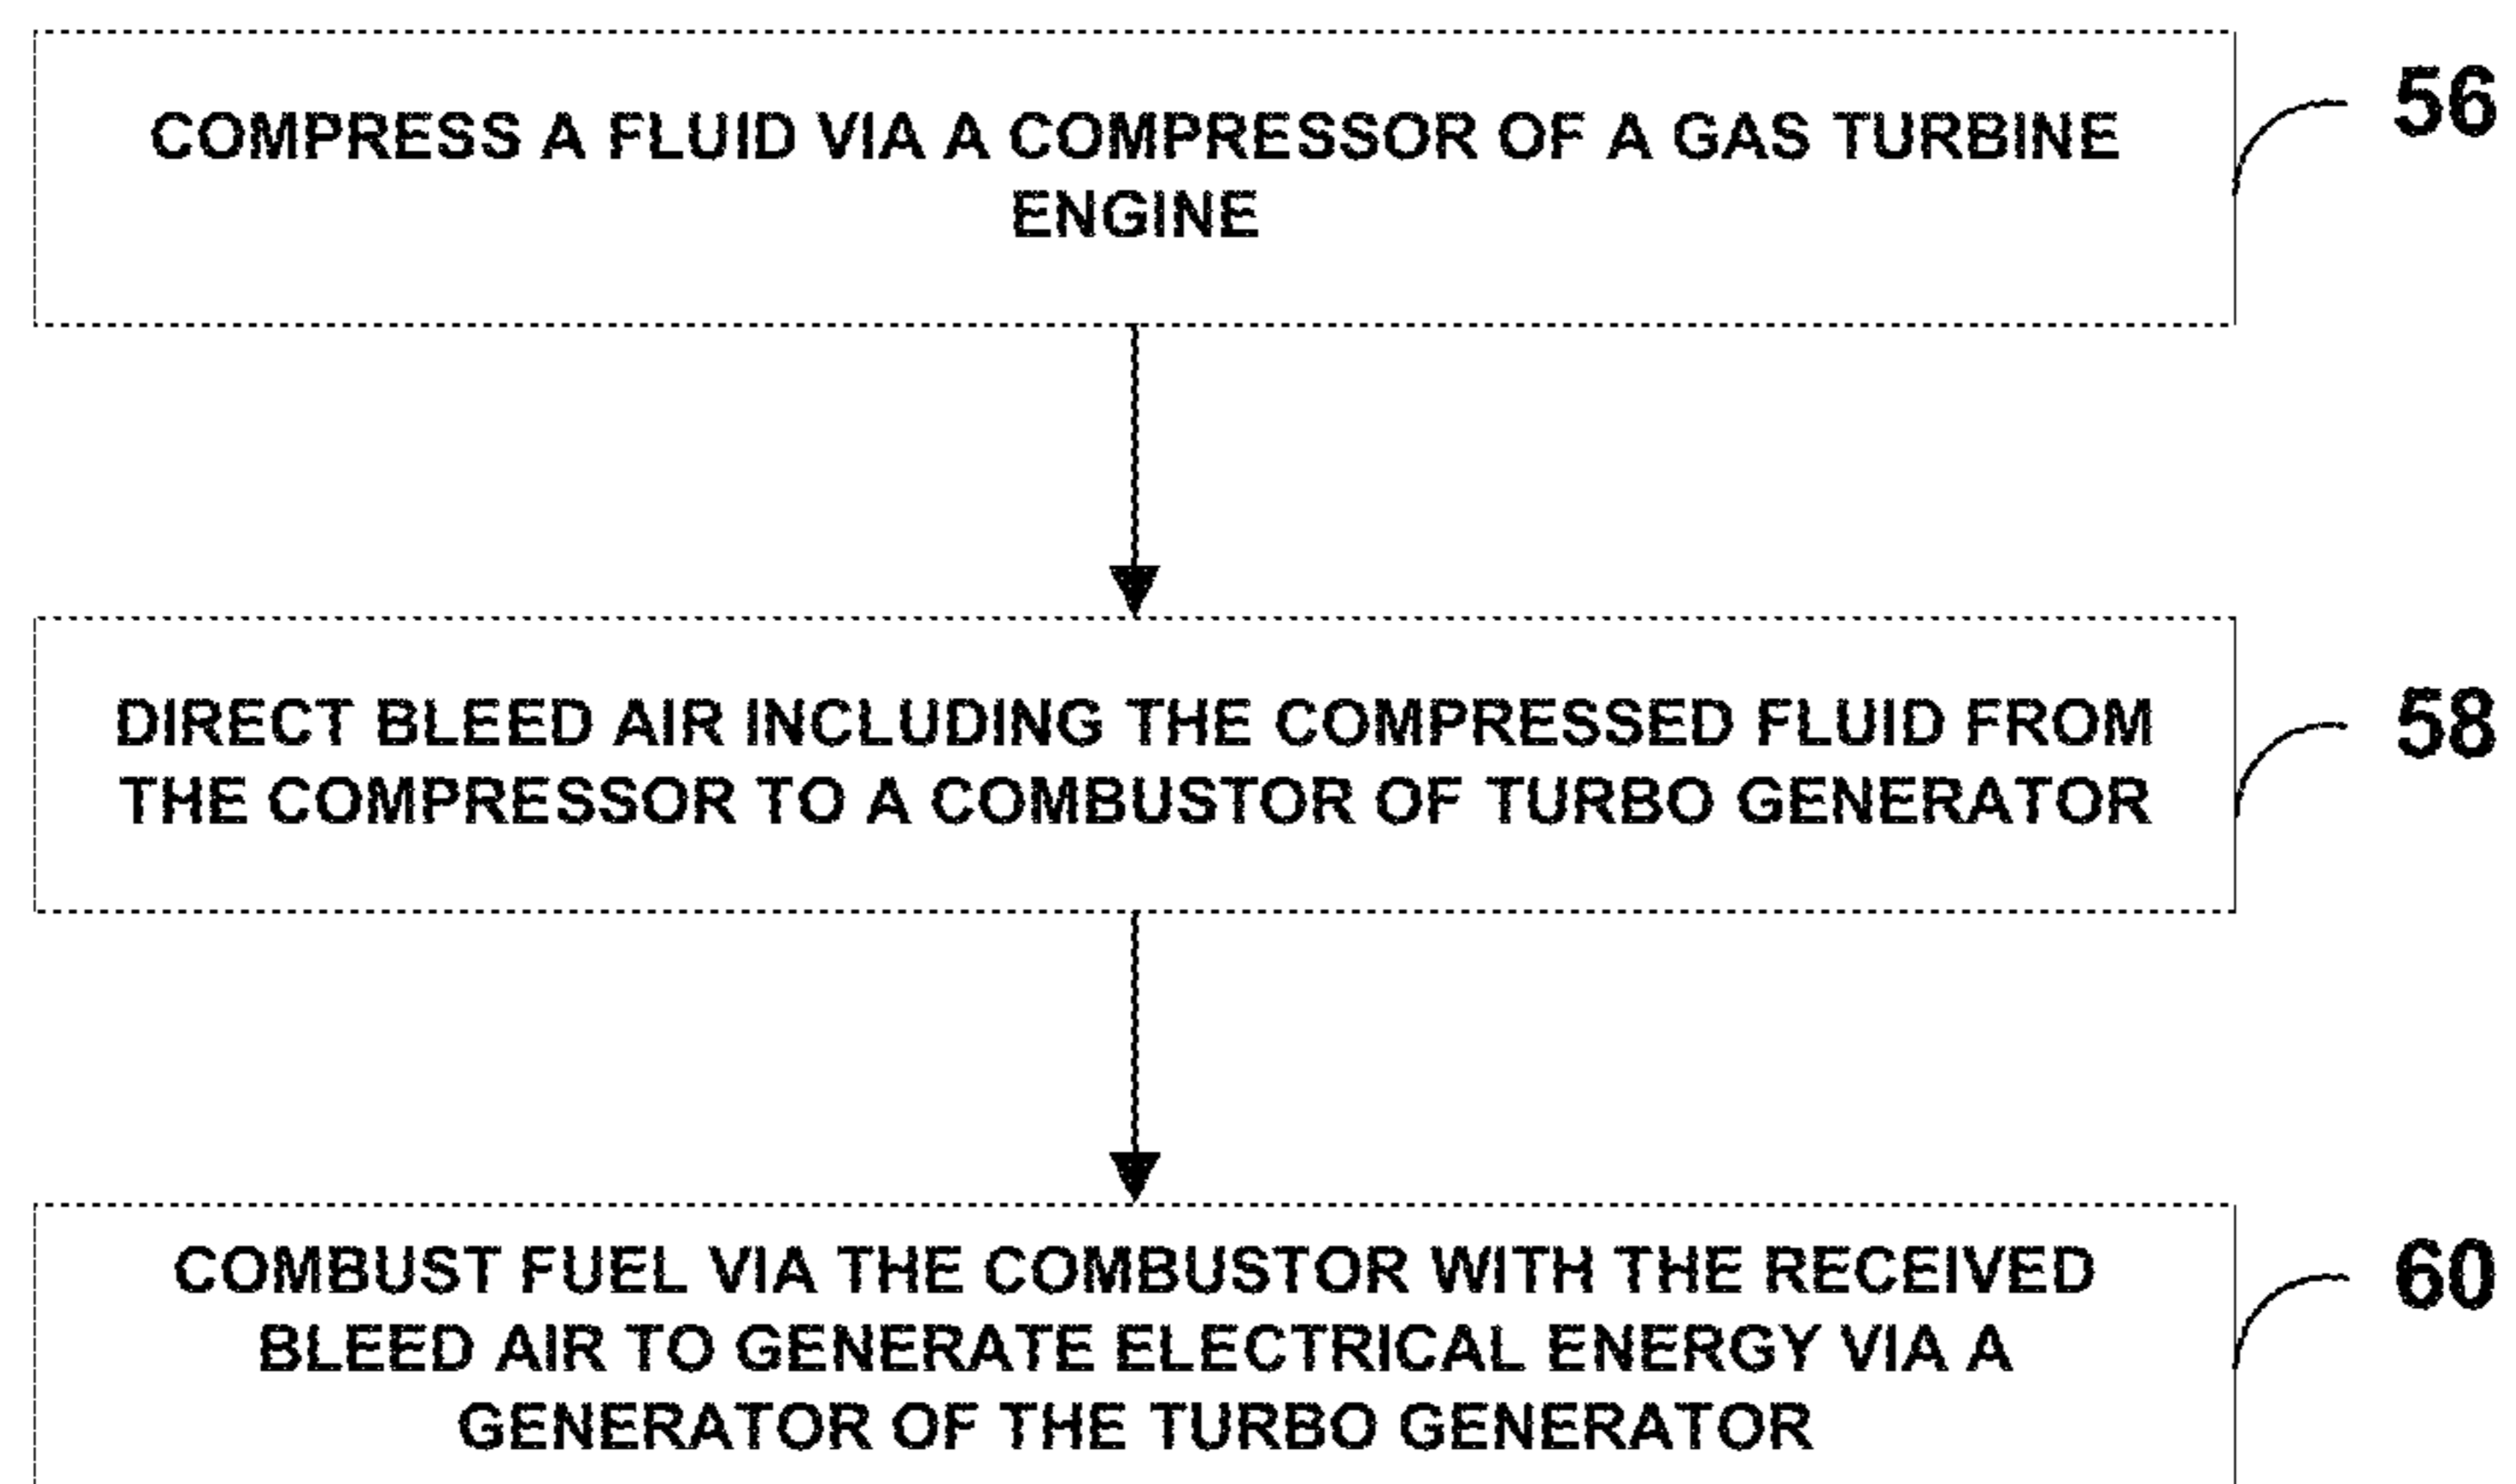 COMPRESS A FLUID VIA A COMPRESSOR OF A GAS TURBINE
ENGINE
56
DIRECT BLEED AIR INCLUDING THE COMPRESSED FLUID FROM
THE COMPRESSOR TO A COMBUSTOR OF TURBO GENERATOR
58
COMBUST FUEL VIA THE COMBUSTOR WITH THE RECEIVED
BLEED AIR TO GENERATE ELECTRICAL ENERGY VIA A
GENERATOR OF THE TURBO GENERATOR
60